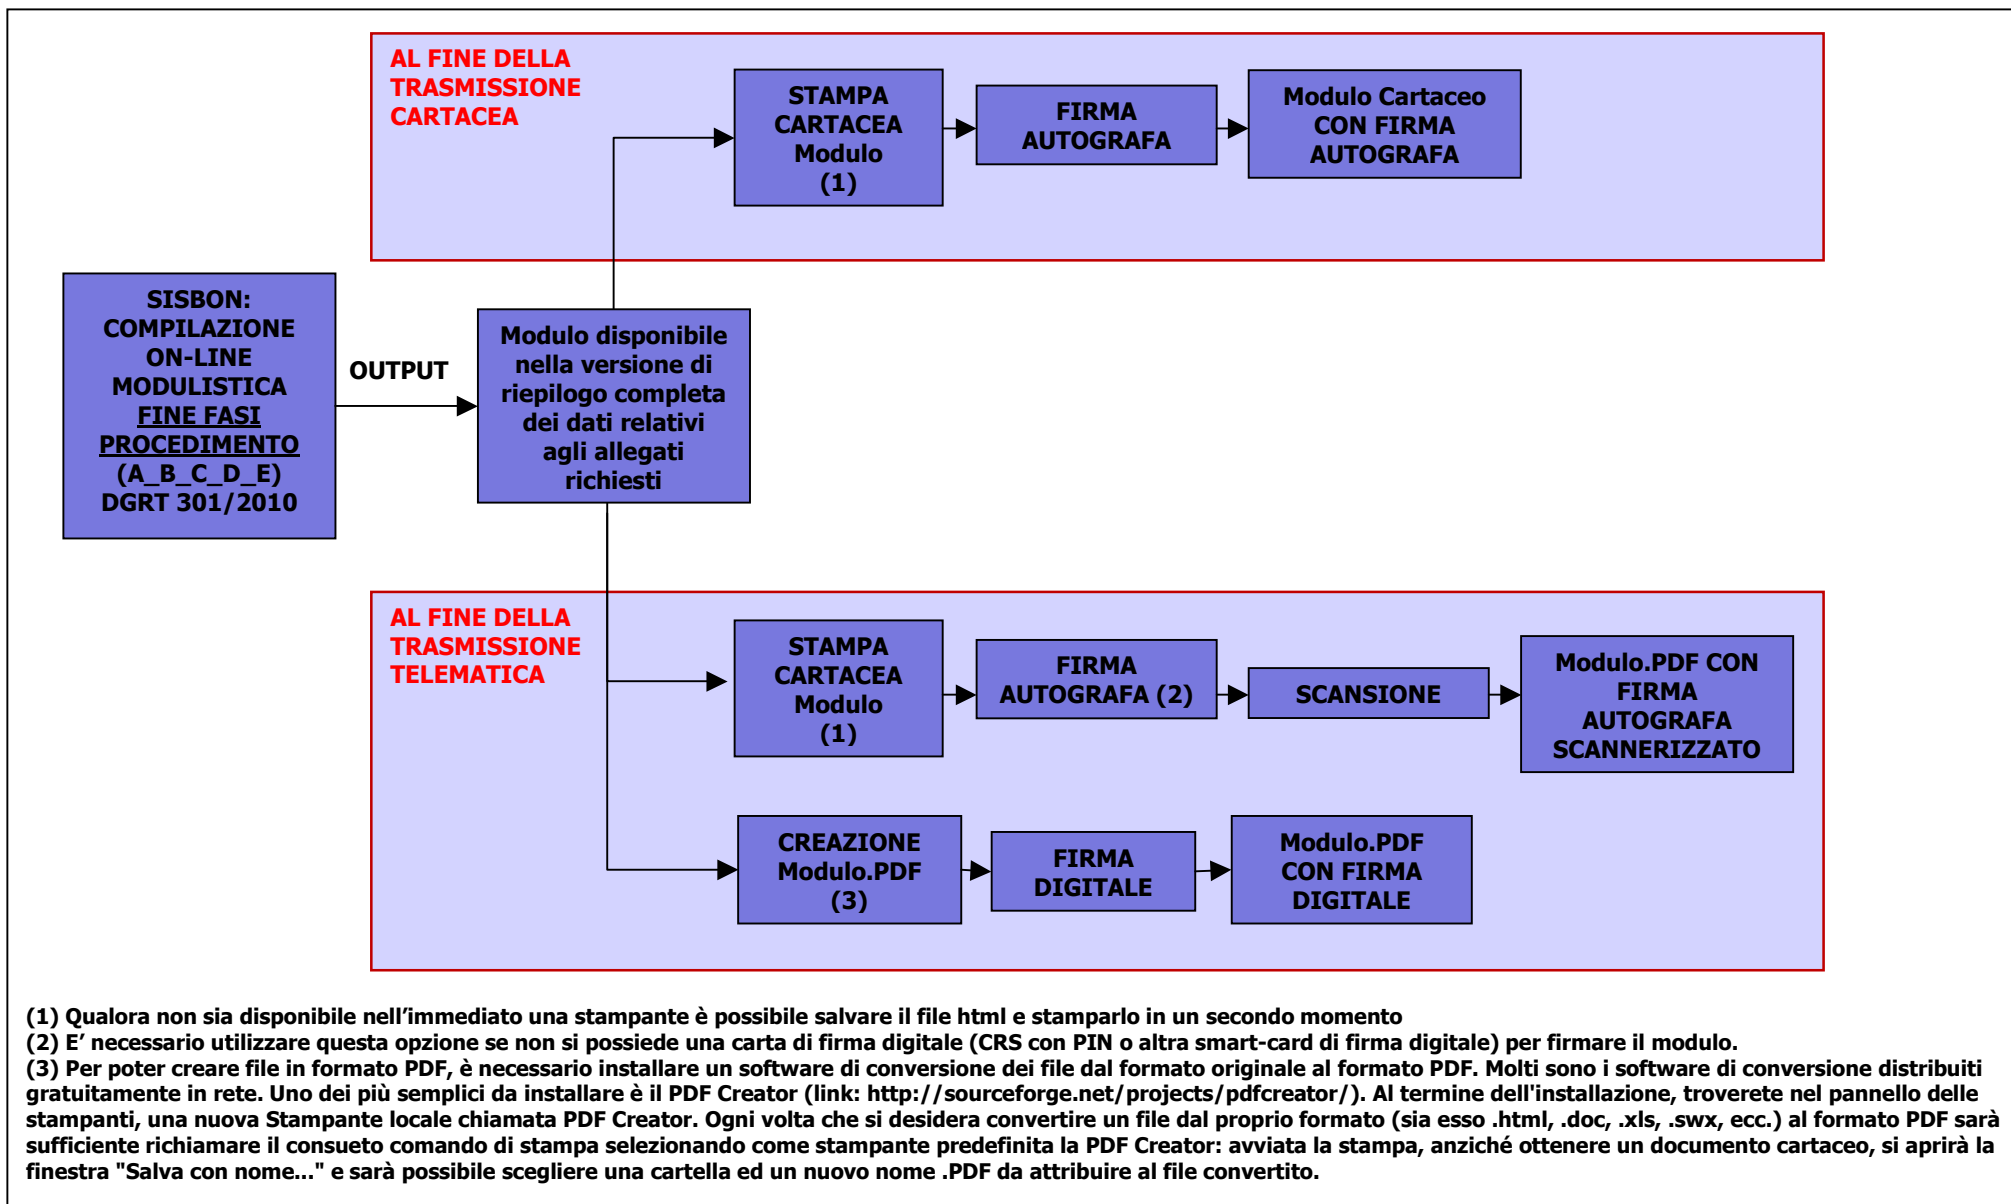 AL FINE DELLA
TRASMISSIONE
CARTACEA
STAMPA
CARTACEA
Modulo
(1)
FIRMA
AUTOGRAFA
Modulo Cartaceo
CON FIRMA
AUTOGRAFA
SISBON:
COMPILAZIONE
ON-LINE
MODULISTICA
FINE FASI
PROCEDIMENTO
(A_B_C_D_E)
DGRT 301/2010
OUTPUT
Modulo disponibile
nella versione di
riepilogo completa
dei dati relativi
agli allegati
richiesti
AL FINE DELLA
TRASMISSIONE
TELEMATICA
STAMPA
CARTACEA
Modulo
(1)
FIRMA
AUTOGRAFA (2)
SCANSIONE
Modulo.PDF CON
FIRMA
AUTOGRAFA
SCANNERIZZATO
CREAZIONE
Modulo.PDF
(3)
FIRMA
DIGITALE
Modulo.PDF
CON FIRMA
DIGITALE
(1) Qualora non sia disponibile nell’immediato una stampante è possibile salvare il file html e stamparlo in un secondo momento
(2) E’ necessario utilizzare questa opzione se non si possiede una carta di firma digitale (CRS con PIN o altra smart-card di firma digitale) per firmare il modulo.
(3) Per poter creare file in formato PDF, è necessario installare un software di conversione dei file dal formato originale al formato PDF. Molti sono i software di conversione distribuiti
gratuitamente in rete. Uno dei più semplici da installare è il PDF Creator (link: http://sourceforge.net/projects/pdfcreator/). Al termine dell'installazione, troverete nel pannello delle
stampanti, una nuova Stampante locale chiamata PDF Creator. Ogni volta che si desidera convertire un file dal proprio formato (sia esso .html, .doc, .xls, .swx, ecc.) al formato PDF sarà
sufficiente richiamare il consueto comando di stampa selezionando come stampante predefinita la PDF Creator: avviata la stampa, anziché ottenere un documento cartaceo, si aprirà la
finestra "Salva con nome..." e sarà possibile scegliere una cartella ed un nuovo nome .PDF da attribuire al file convertito.